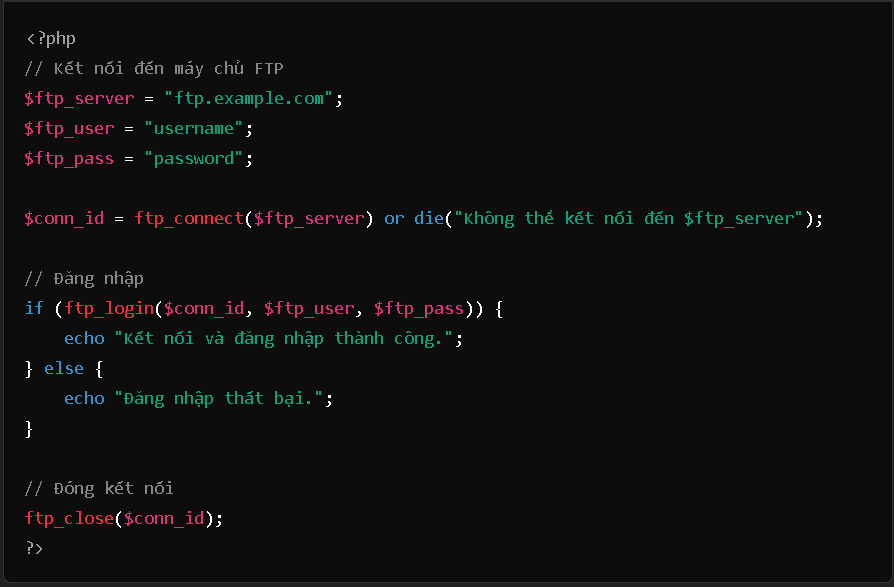 <?php
// Kết nối đến máy chủ FTP
$ftp_server = "ftp.example.com";
$ftp_user = "username";
$ftp_pass = "password";
$conn_id = ftp_connect($ftp_server) or die("Không thể kết nối đến $ftp_server");
// Đăng nhập
if (ftp_login($conn_id, $ftp_user, $ftp_pass)) {
    echo "Kết nối và đăng nhập thành công.";
} else {
    echo "Đăng nhập thất bại.";
}
// Đóng kết nối
ftp_close($conn_id);
?>